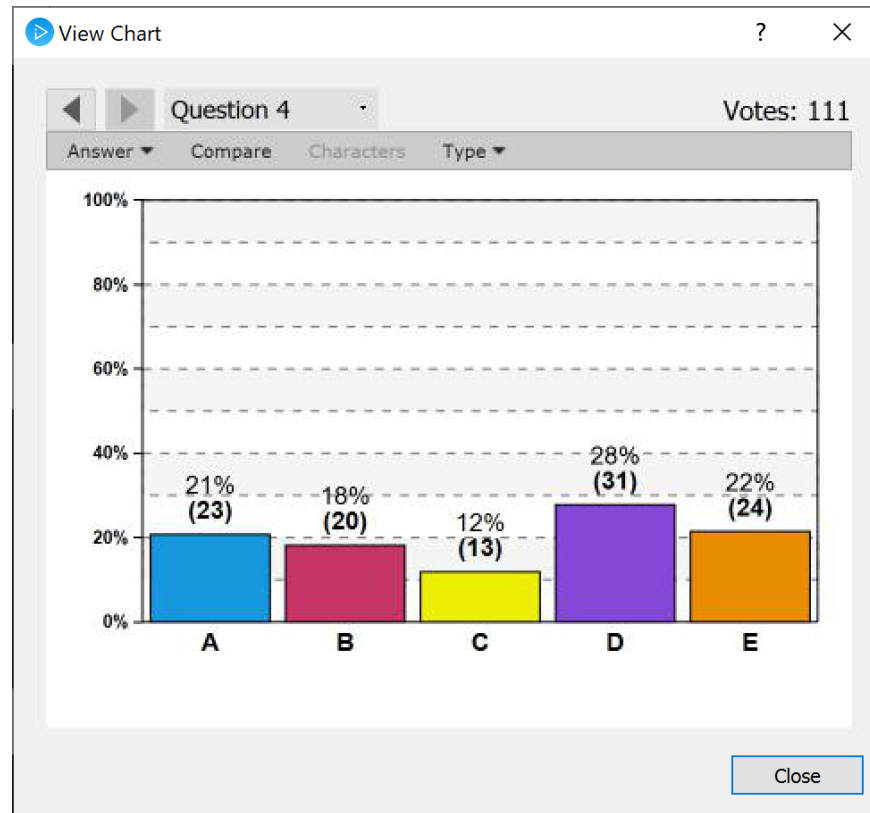 View Chart
?
Question 4
Votes: 111
Answer Compare Characters Type
100%
80%
60%
40%
20%
0%
21%
(23)
18%
(20)
12%
(13)
28%
(31)
22%
(24)
A B C D E
Close